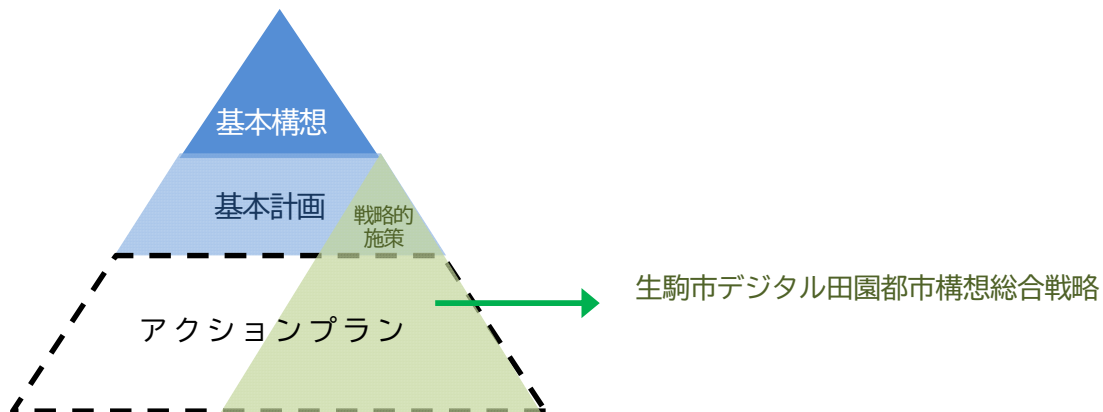 基本構想
基本計画
戦略的
施策
生駒市デジタル田園都市構想総合戦略
アクションプラン